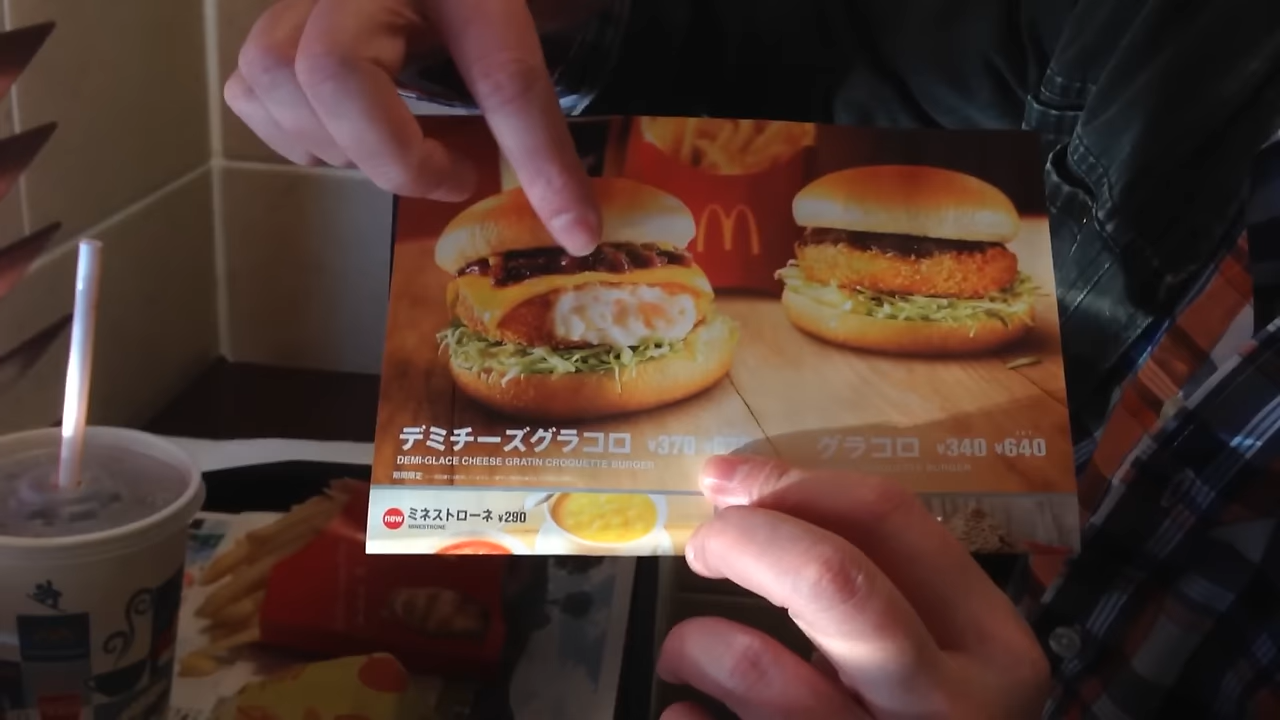 デミチーズグラコロ ¥370
DEMI-GLACE CHEESE GRATIN CROQUETTE BURGER
期間限定
グラコロ ¥340 ¥640
BURGER
new ミネストローネ ¥290
MINESTRONE